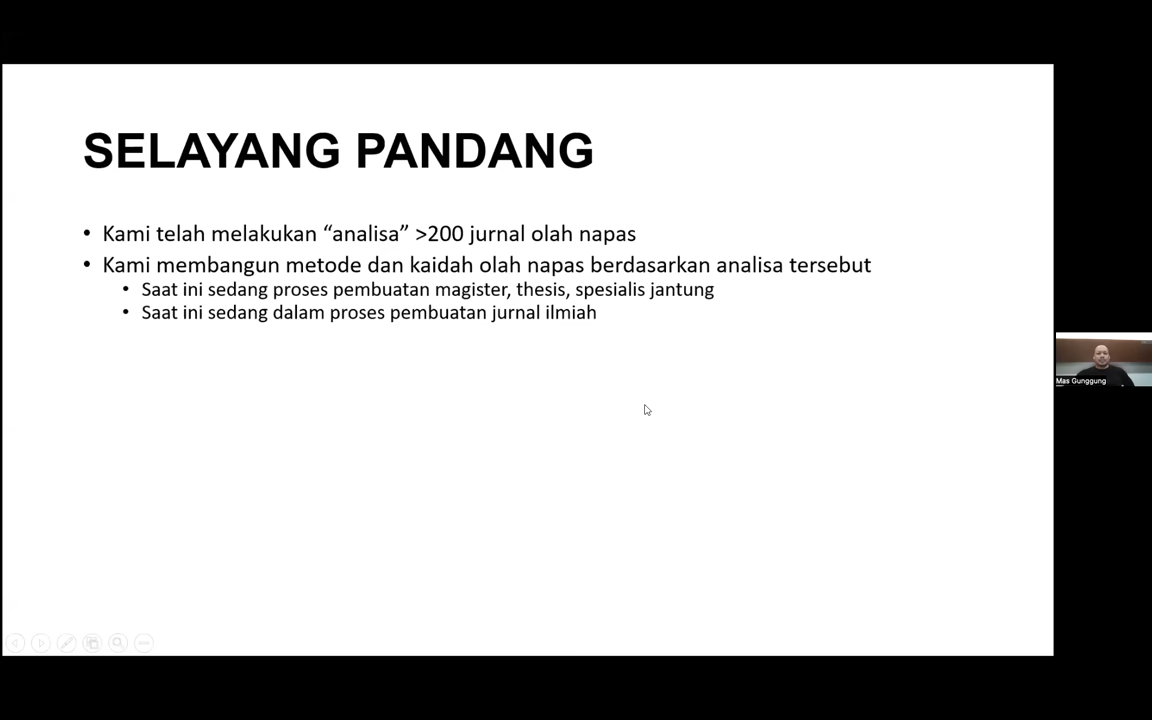 SELAYANG PANDANG
• Kami telah melakukan “analisa” >200 jurnal olah napas
• Kami membangun metode dan kaidah olah napas berdasarkan analisa tersebut
• Saat ini sedang proses pembuatan magister, thesis, spesialis jantung
• Saat ini sedang dalam proses pembuatan jurnal ilmiah
Mas Gunggung